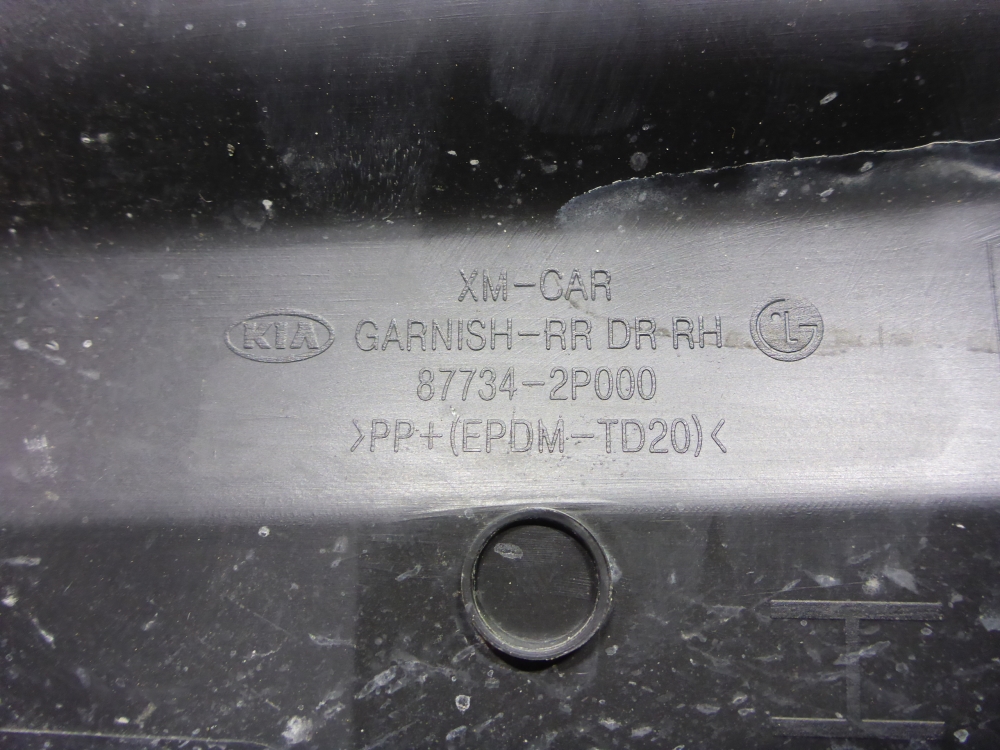 XM-CAR
KIA GARNISH-RR DR RH LG
87734-2P000
>PP+(EPDM-TD20)<